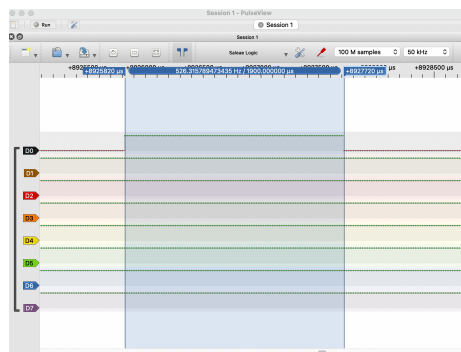 Session 1 - PulseView
Run
Session 1
Session 1
Saleae Logic
100 M samples
50 kHz
µs
+8928500 µs
+8925820 µs
526.315789473435 Hz / 1900.000000 µs
+8927720 µs
D0
D1
D2
D3
D4
D5
D6
D7